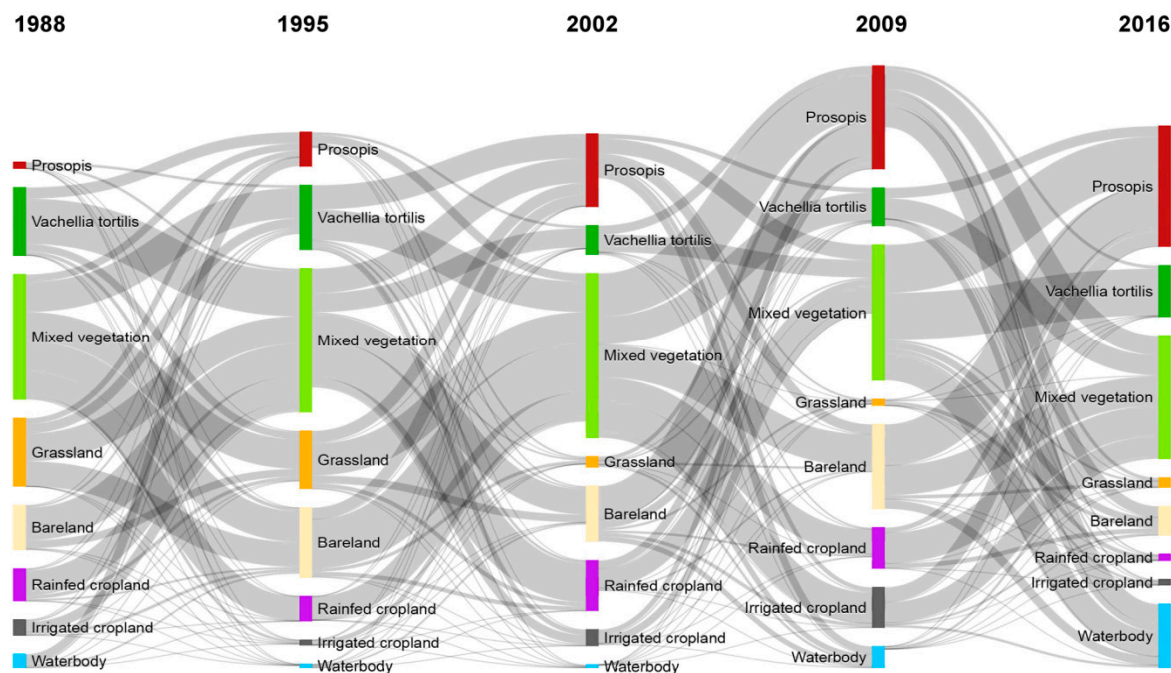 1988 1995 2002 2009 2016
Prosopis
Vachellia tortilis
Mixed vegetation
Grassland
Bareland
Rainfed cropland
Irrigated cropland
Waterbody
Prosopis
Vachellia tortilis
Mixed vegetation
Grassland
Bareland
Rainfed cropland
Irrigated cropland
Waterbody
Prosopis
Vachellia tortilis
Mixed vegetation
Grassland
Bareland
Rainfed cropland
Irrigated cropland
Waterbody
Prosopis
Vachellia tortilis
Mixed vegetation
Grassland
Bareland
Rainfed cropland
Irrigated cropland
Waterbody
Prosopis
Vachellia tortilis
Mixed vegetation
Grassland
Bareland
Rainfed cropland
Irrigated cropland
Waterbody